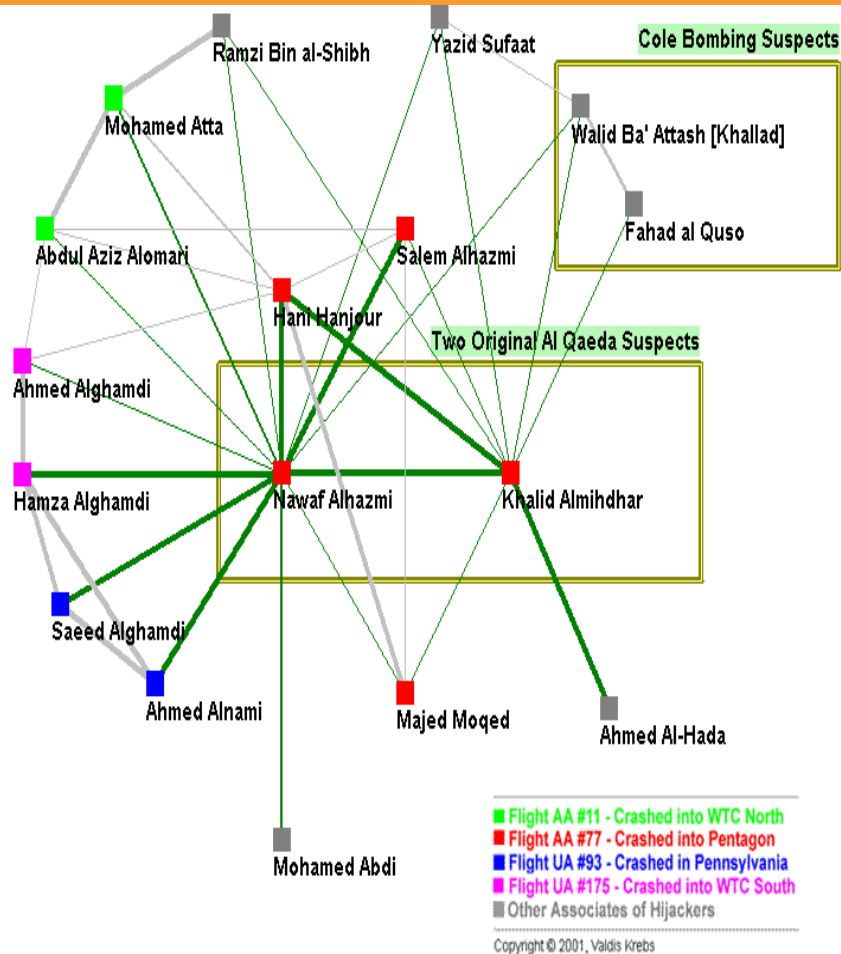 Ramzi Bin al-Shibh
Yazid Sufaat
Cole Bombing Suspects
Mohamed Atta
Walid Ba' Attash [Khallad]
Fahad al Quso
Abdul Aziz Alomari
Salem Alhazmi
Hani Hanjour
Two Original Al Qaeda Suspects
Ahmed Alghamdi
Hamza Alghamdi
Nawaf Alhazmi
Khalid Almihdhar
Saeed Alghamdi
Ahmed Alnami
Majed Moqed
Ahmed Al-Hada
Mohamed Abdi
Flight AA #11 - Crashed into WTC North
Flight AA #77 - Crashed into Pentagon
Flight UA #93 - Crashed in Pennsylvania
Flight UA #175 - Crashed into WTC South
Other Associates of Hijackers
Copyright © 2001, Valdis Krebs